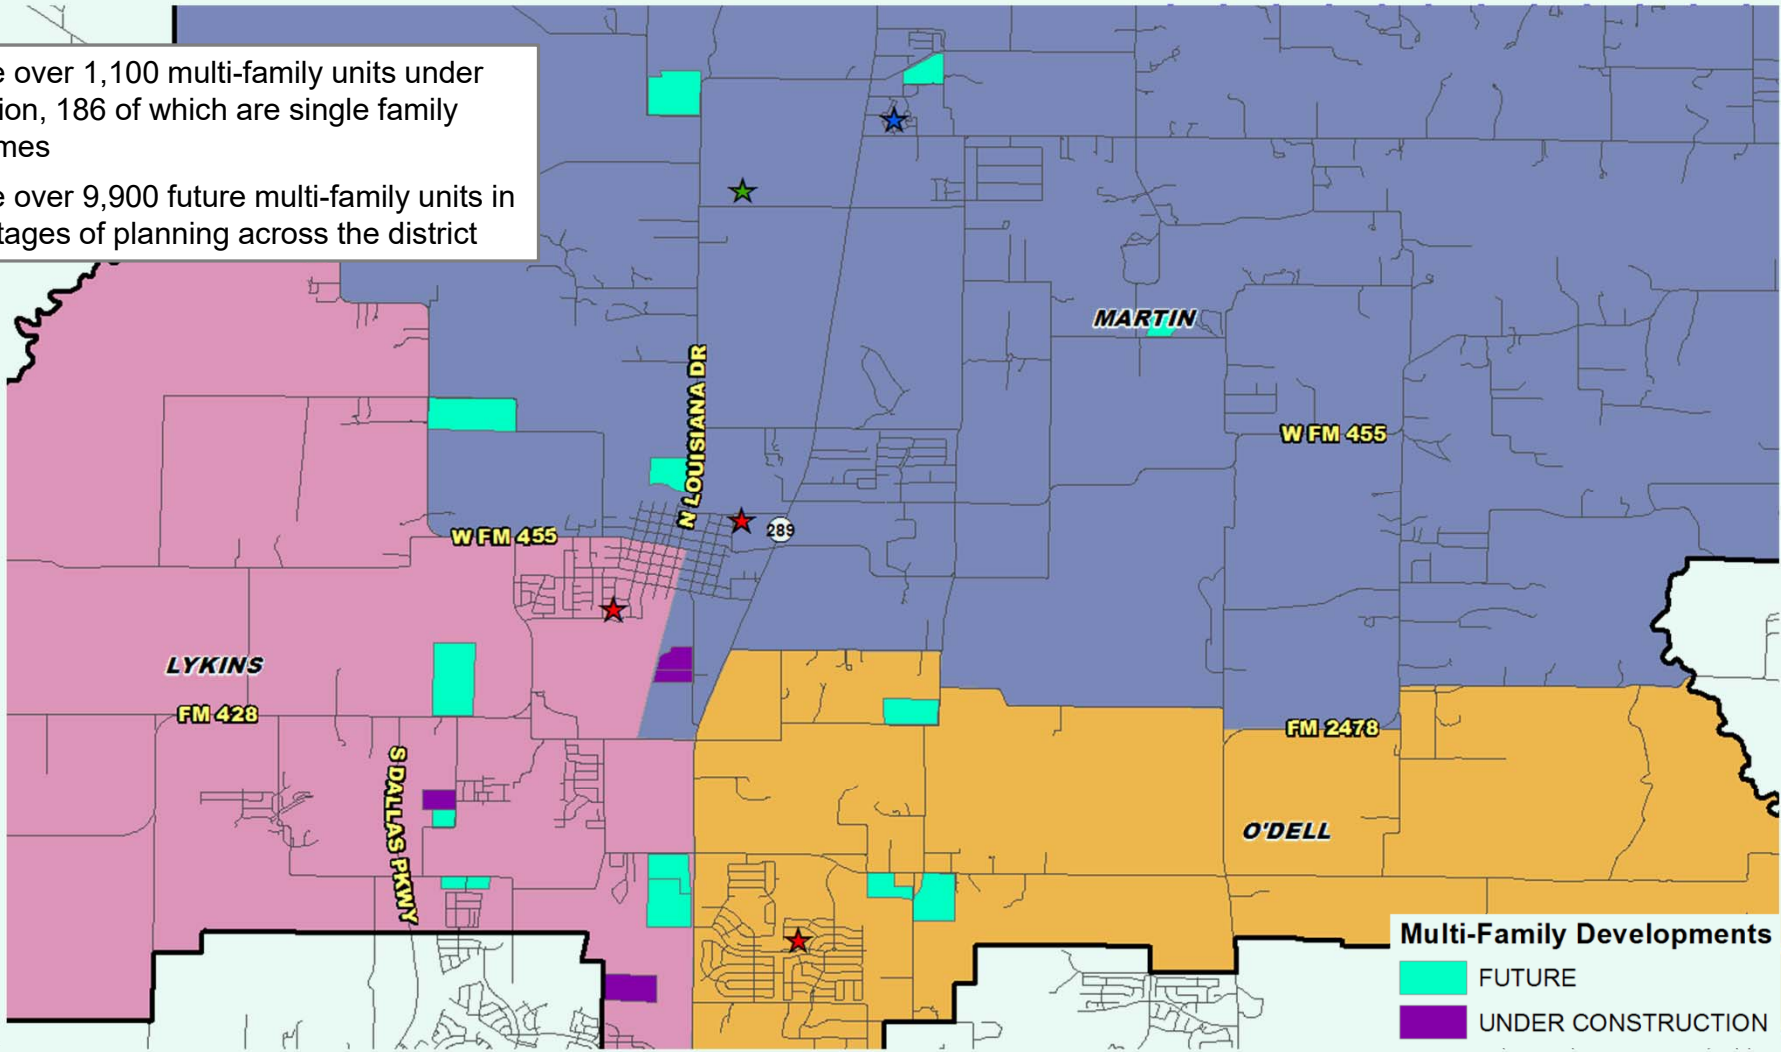 e over 1,100 multi-family units under
tion, 186 of which are single family
mes
e over 9,900 future multi-family units in
tages of planning across the district
MARTIN
N LOUISIANA DR
W FM 455
289
W FM 455
LYKINS
FM 428
S DALLAS PKWY
FM 2478
O'DELL
Multi-Family Developments
FUTURE
UNDER CONSTRUCTION